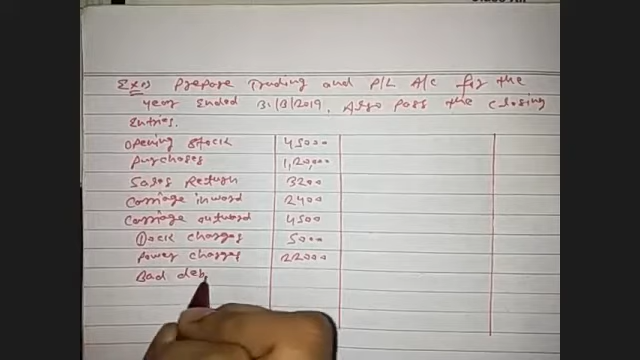 Ex:1) Prepare Trading and P/L A/c for the
year ended 31/3/2019. Also pass the closing
Entries.
Opening Stock 45000
purchases 1,20,000
Sales Return 3200
Carriage inward 2400
Carriage outward 4500
Dock charges 5000
power charges 22000
Bad deb